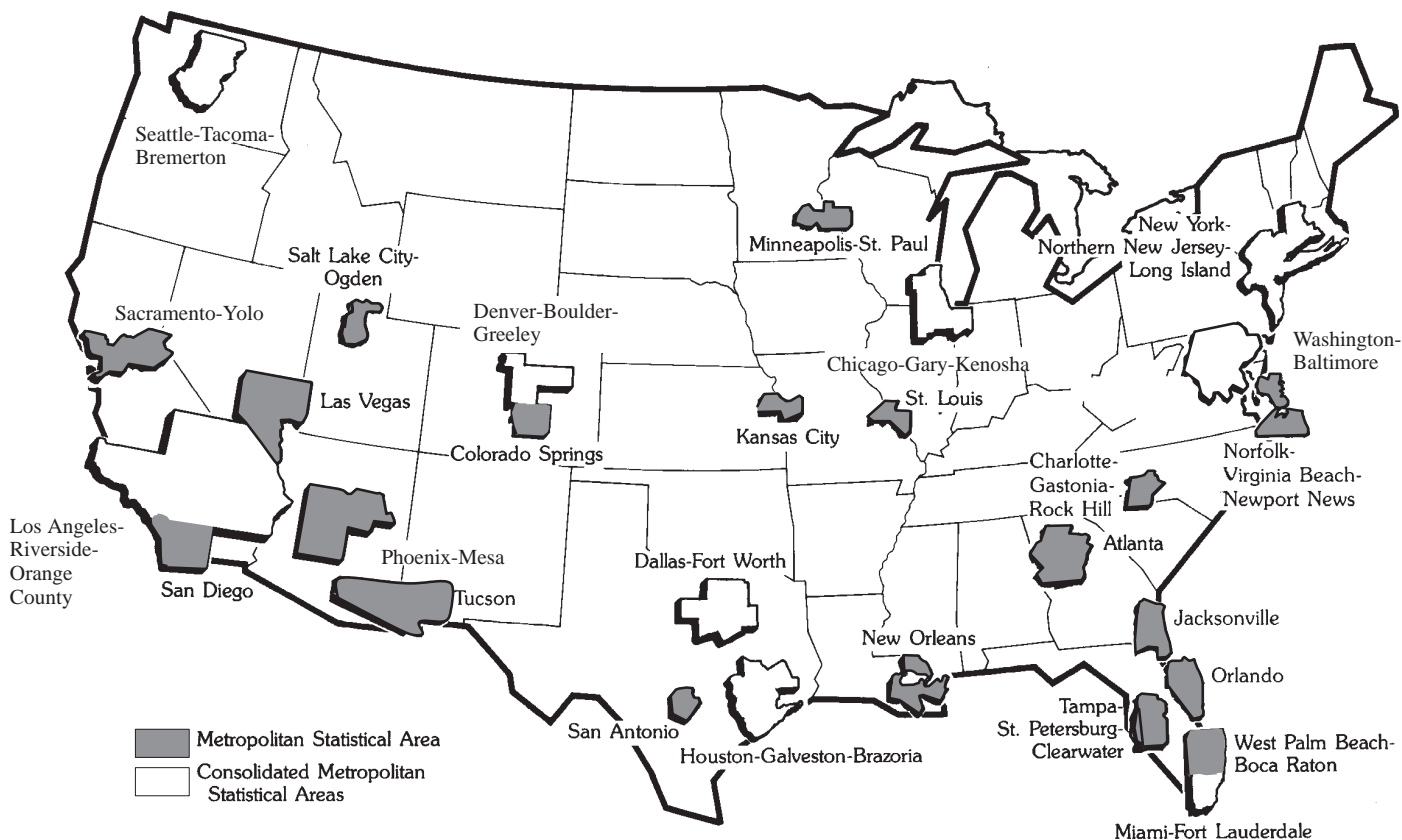 Seattle-Tacoma-
Bremerton
Salt Lake City-
Ogden
Sacramento-Yolo
Denver-Boulder-
Greeley
Las Vegas
Colorado Springs
Minneapolis-St. Paul
Chicago-Gary-Kenosha
St. Louis
Kansas City
New York-
Northern New Jersey-
Long Island
Washington-
Baltimore
Norfolk-
Virginia Beach-
Newport News
Charlotte-
Gastonia-
Rock Hill
Atlanta
Los Angeles-
Riverside-
Orange
County
San Diego
Phoenix-Mesa
Tucson
Dallas-Fort Worth
New Orleans
San Antonio
Houston-Galveston-Brazoria
Jacksonville
Orlando
Tampa-
St. Petersburg-
Clearwater
West Palm Beach-
Boca Raton
Miami-Fort Lauderdale
Metropolitan Statistical Area
Consolidated Metropolitan
Statistical Areas